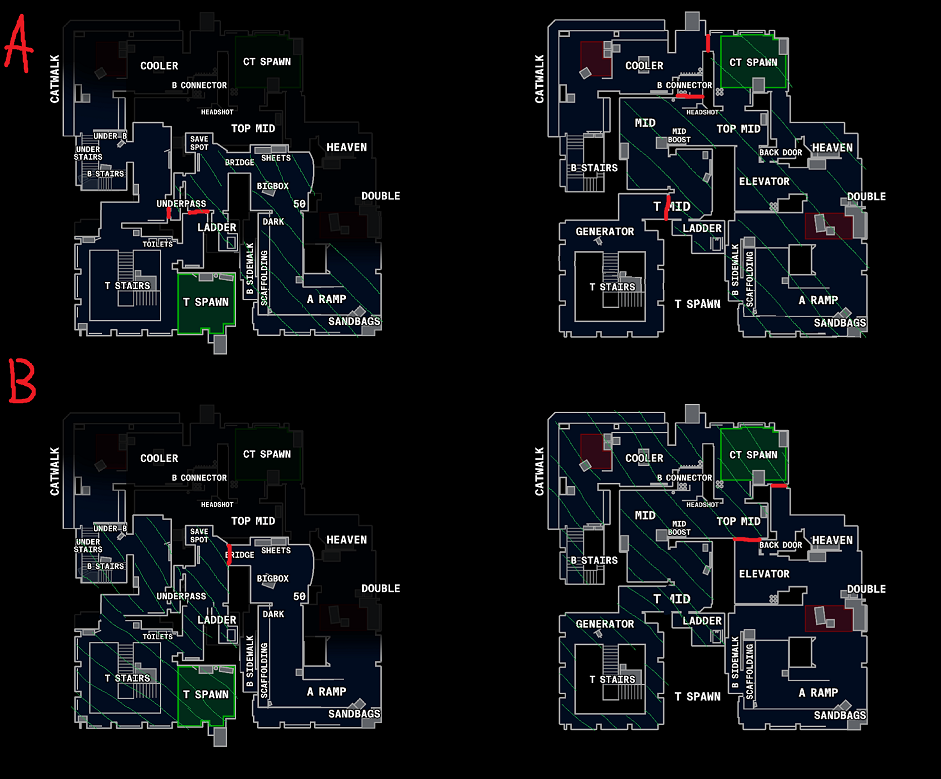 A
CATWALK
COOLER
CT SPAWN
B CONNECTOR
HEADSHOT
TOP MID
UNDER-B
SAVE
SPOT
HEAVEN
UNDER
STAIRS
BRIDGE
SHEETS
B STAIRS
BIGBOX
DOUBLE
UNDERPASS
50
DARK
LADDER
TOILETS
B SIDEWALK
SCAFFOLDING
T STAIRS
T SPAWN
A RAMP
SANDBAGS
CATWALK
COOLER
CT SPAWN
B CONNECTOR
HEADSHOT
MID
MID
BOOST
TOP MID
BACK DOOR
HEAVEN
B STAIRS
ELEVATOR
DOUBLE
T MID
GENERATOR
LADDER
B SIDEWALK
SCAFFOLDING
T STAIRS
T SPAWN
A RAMP
SANDBAGS
B
CATWALK
COOLER
CT SPAWN
B CONNECTOR
HEADSHOT
TOP MID
UNDER-B
SAVE
SPOT
HEAVEN
UNDER
STAIRS
BRIDGE
SHEETS
B STAIRS
BIGBOX
DOUBLE
UNDERPASS
50
DARK
LADDER
TOILETS
B SIDEWALK
SCAFFOLDING
T STAIRS
T SPAWN
A RAMP
SANDBAGS
CATWALK
COOLER
CT SPAWN
B CONNECTOR
HEADSHOT
MID
MID
BOOST
TOP MID
BACK DOOR
HEAVEN
B STAIRS
ELEVATOR
DOUBLE
T MID
GENERATOR
LADDER
B SIDEWALK
SCAFFOLDING
T STAIRS
T SPAWN
A RAMP
SANDBAGS